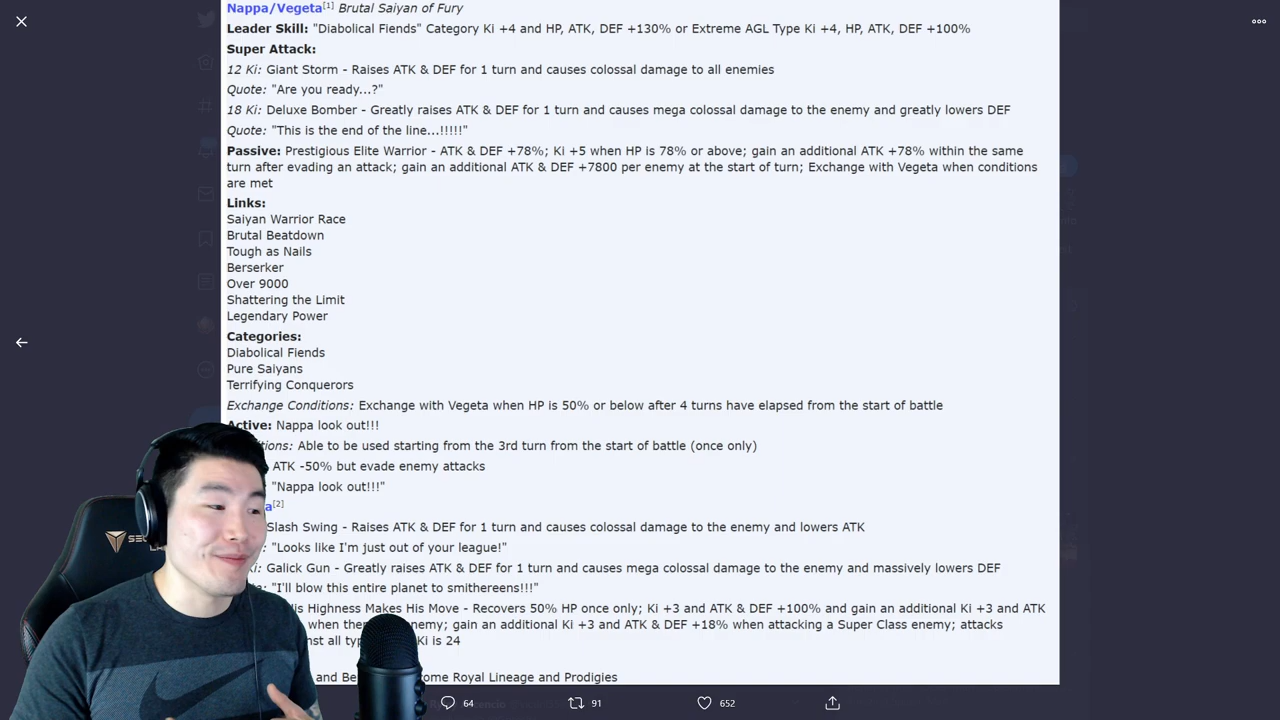 Nappa/Vegeta[1] Brutal Saiyan of Fury
Leader Skill: "Diabolical Fiends" Category Ki +4 and HP, ATK, DEF +130% or Extreme AGL Type Ki +4, HP, ATK, DEF +100%
Super Attack:
12 Ki: Giant Storm - Raises ATK & DEF for 1 turn and causes colossal damage to all enemies
Quote: "Are you ready...?"
18 Ki: Deluxe Bomber - Greatly raises ATK & DEF for 1 turn and causes mega colossal damage to the enemy and greatly lowers DEF
Quote: "This is the end of the line...!!!!!"
Passive: Prestigious Elite Warrior - ATK & DEF +78%; Ki +5 when HP is 78% or above; gain an additional ATK +78% within the same
turn after evading an attack; gain an additional ATK & DEF +7800 per enemy at the start of turn; Exchange with Vegeta when conditions
are met
Links:
Saiyan Warrior Race
Brutal Beatdown
Tough as Nails
Berserker
Over 9000
Shattering the Limit
Legendary Power
Categories:
Diabolical Fiends
Pure Saiyans
Terrifying Conquerors
Exchange Conditions: Exchange with Vegeta when HP is 50% or below after 4 turns have elapsed from the start of battle
Active: Nappa look out!!!
Able to be used starting from the 3rd turn from the start of battle (once only)
ATK -50% but evade enemy attacks
"Nappa look out!!!"
[2]
Slash Swing - Raises ATK & DEF for 1 turn and causes colossal damage to the enemy and lowers ATK
"Looks like I'm just out of your league!"
Galick Gun - Greatly raises ATK & DEF for 1 turn and causes mega colossal damage to the enemy and massively lowers DEF
"I'll blow this entire planet to smithereens!!!"
Highness Makes His Move - Recovers 50% HP once only; Ki +3 and ATK & DEF +100% and gain an additional Ki +3 and ATK
when enemy; gain an additional Ki +3 and ATK & DEF +18% when attacking a Super Class enemy; attacks
all Ki is 24
and Royal Lineage and Prodigies
64 91 652